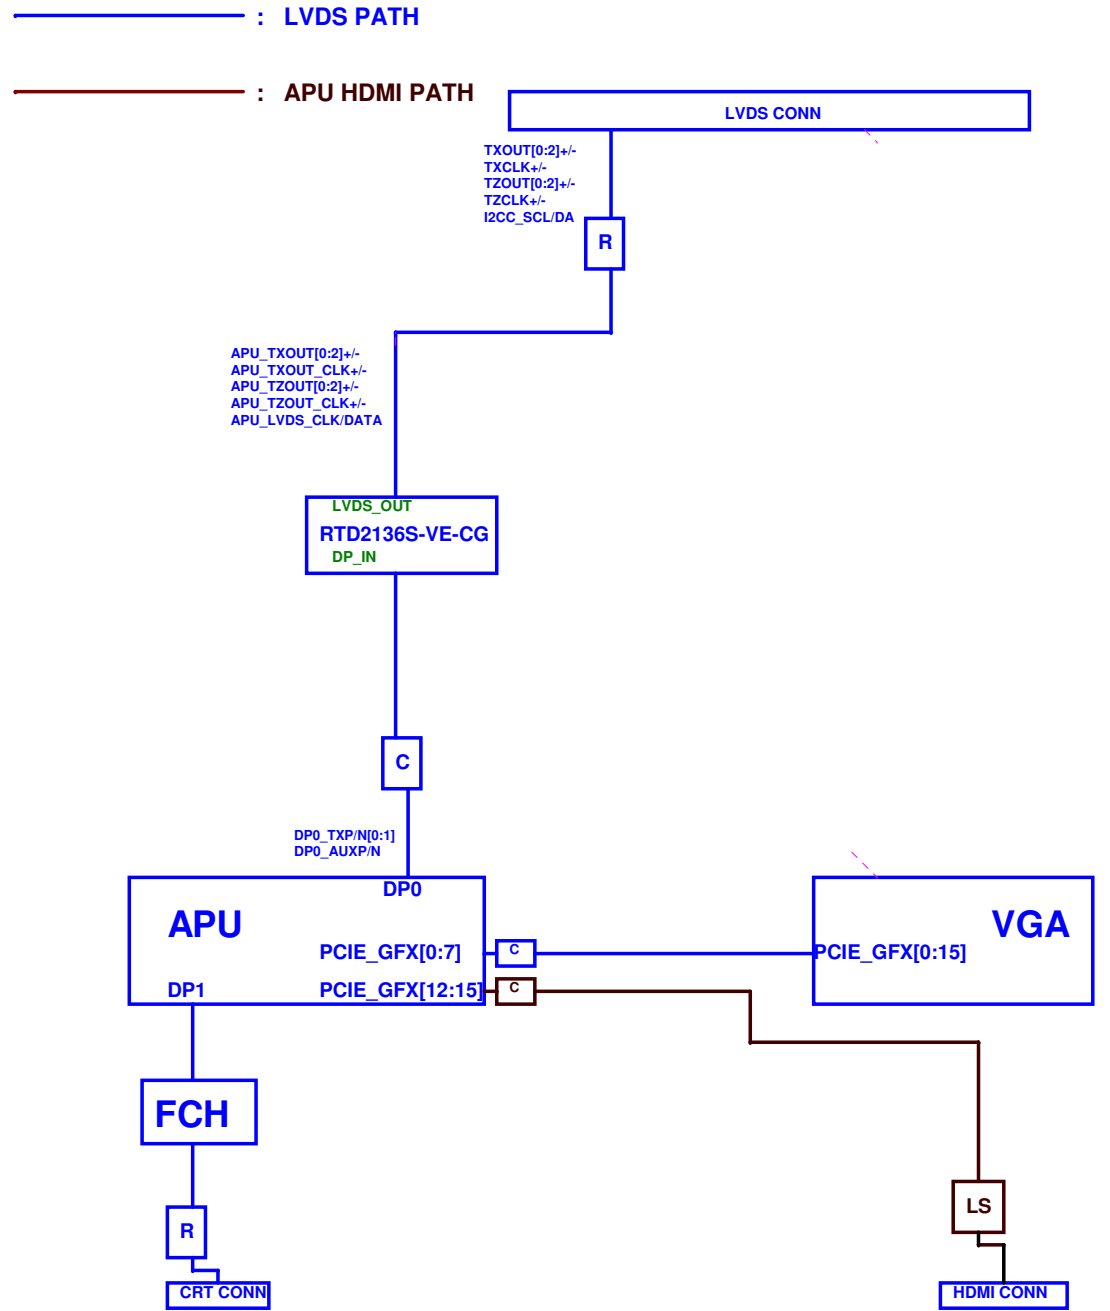 : LVDS PATH
: APU HDMI PATH
LVDS CONN
TXOUT[0:2]+/-
TXCLK+/-
TZOUT[0:2]+/-
TZCLK+/-
I2CC_SCL/DA
R
APU_TXOUT[0:2]+/-
APU_TXOUT_CLK+/-
APU_TZOUT[0:2]+/-
APU_TZOUT_CLK+/-
APU_LVDS_CLK/DATA
LVDS_OUT
RTD2136S-VE-CG
DP_IN
C
DP0_TXP/N[0:1]
DP0_AUXP/N
DP0
APU
VGA
PCIE_GFX[0:7]
C
PCIE_GFX[0:15]
DP1
PCIE_GFX[12:15]
C
FCH
LS
R
CRT CONN
HDMI CONN